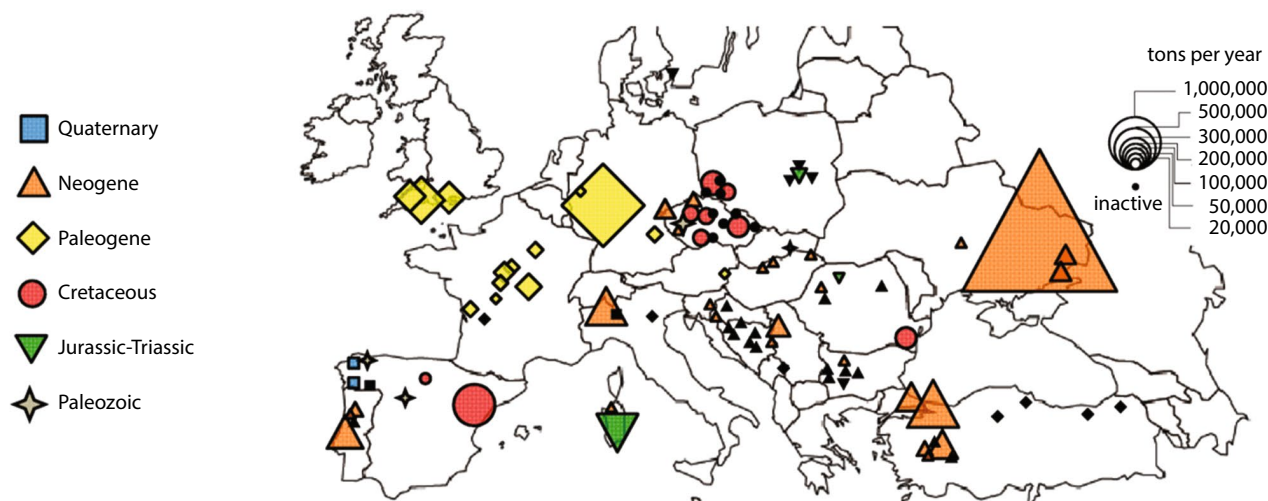 Quaternary
Neogene
Paleogene
Cretaceous
Jurassic-Triassic
Paleozoic
tons per year
1,000,000
500,000
300,000
200,000
100,000
50,000
20,000
inactive